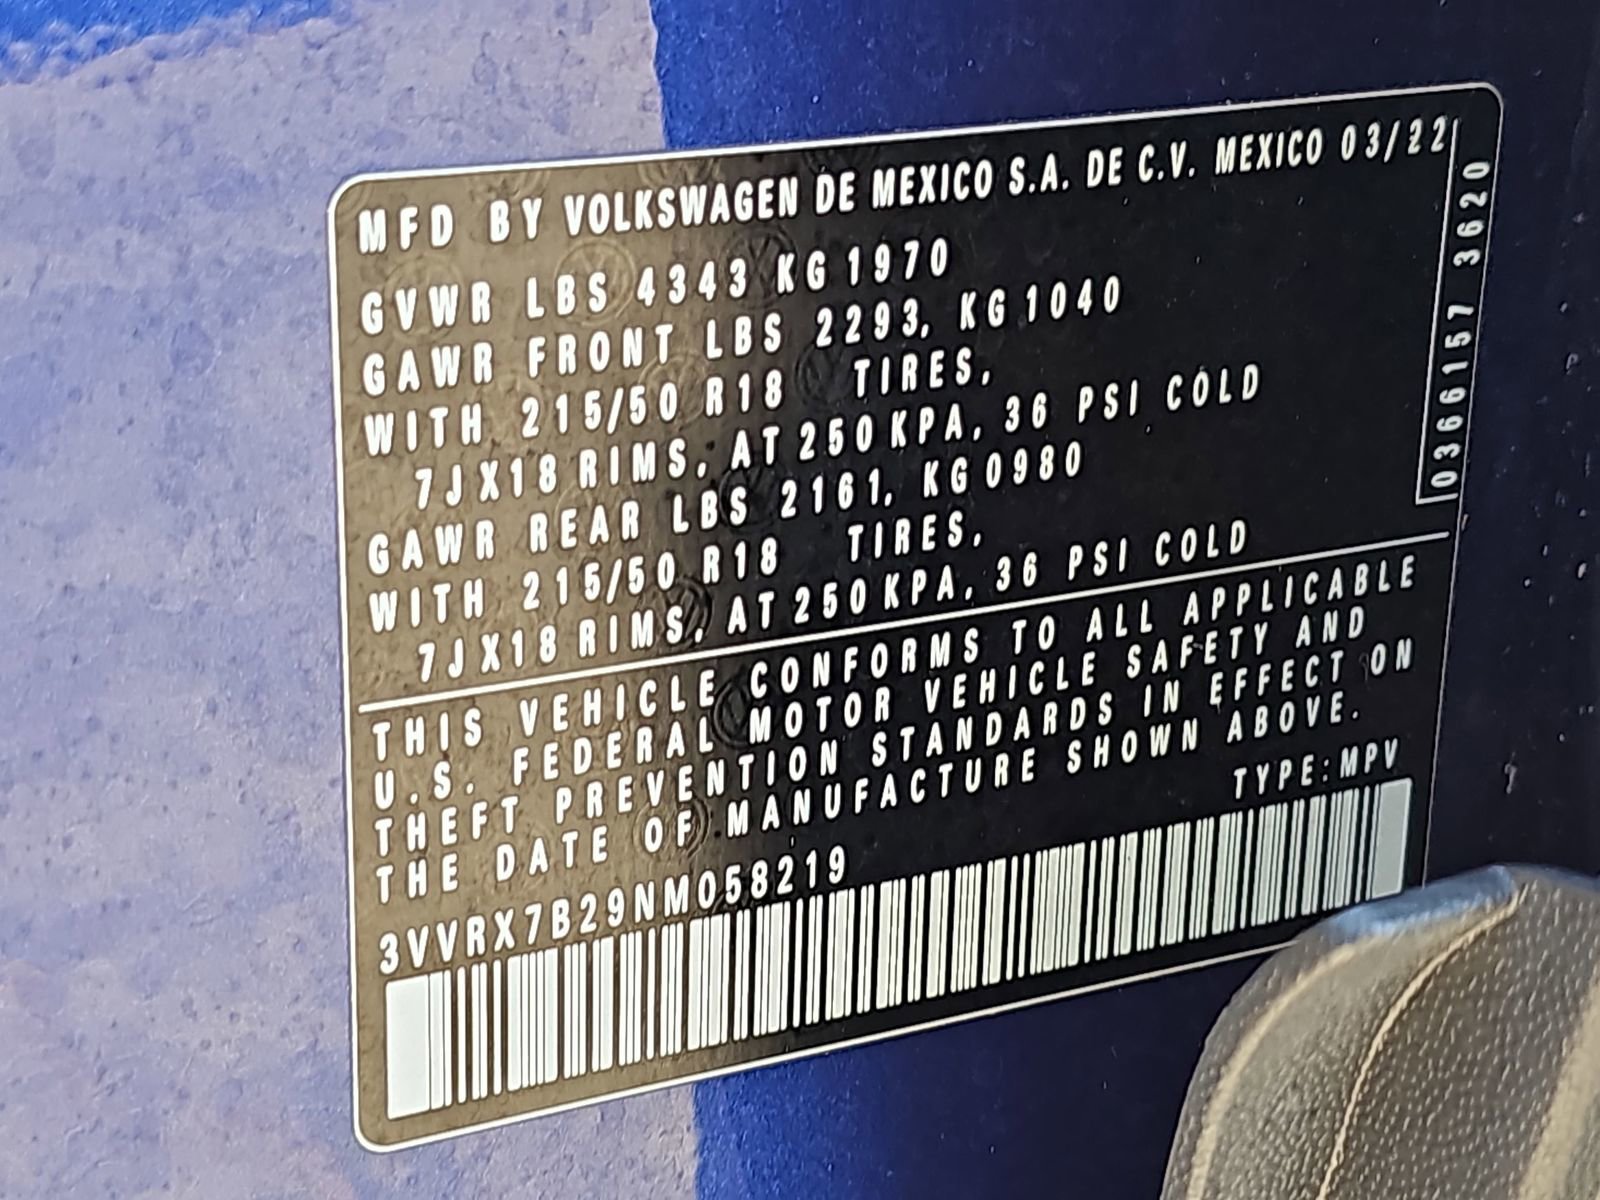 MFD BY VOLKSWAGEN DE MEXICO S.A. DE C.V. MEXICO 03/22
GVWR LBS 4343 KG 1970
GAWR FRONT LBS 2293, KG 1040
WITH 215/50 R18 TIRES,
7JX18 RIMS, AT 250 KPA, 36 PSI COLD
GAWR REAR LBS 2161, KG 0980
WITH 215/50 R18 TIRES,
7JX18 RIMS, AT 250 KPA, 36 PSI COLD
0366157 3620
THIS VEHICLE CONFORMS TO ALL APPLICABLE
U.S. FEDERAL MOTOR VEHICLE SAFETY AND
THEFT PREVENTION STANDARDS IN EFFECT ON
THE DATE OF MANUFACTURE SHOWN ABOVE.
TYPE:MPV
3VVRX7B29NM058219